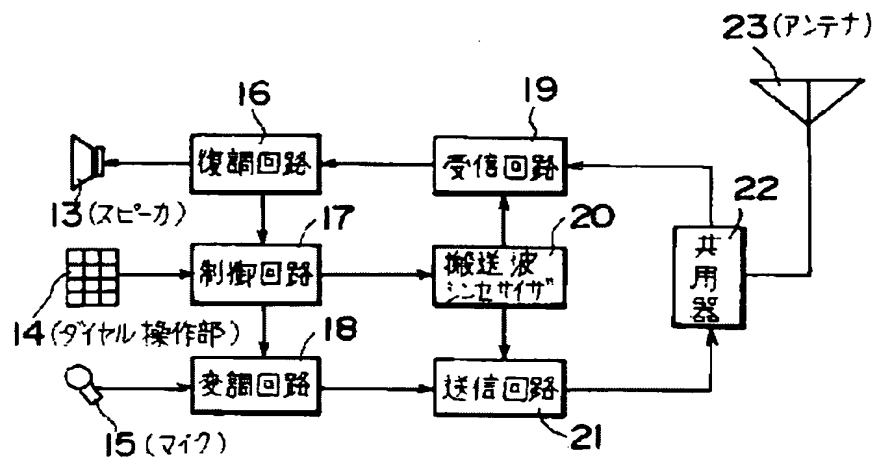 23(アンテナ)
16
19
復調回路
受信回路
22
13(スピーカ)
17
20
共用器
制御回路
搬送波
シンセサイザ
14(ダイヤル操作部)
18
変調回路
送信回路
15(マイク)
21